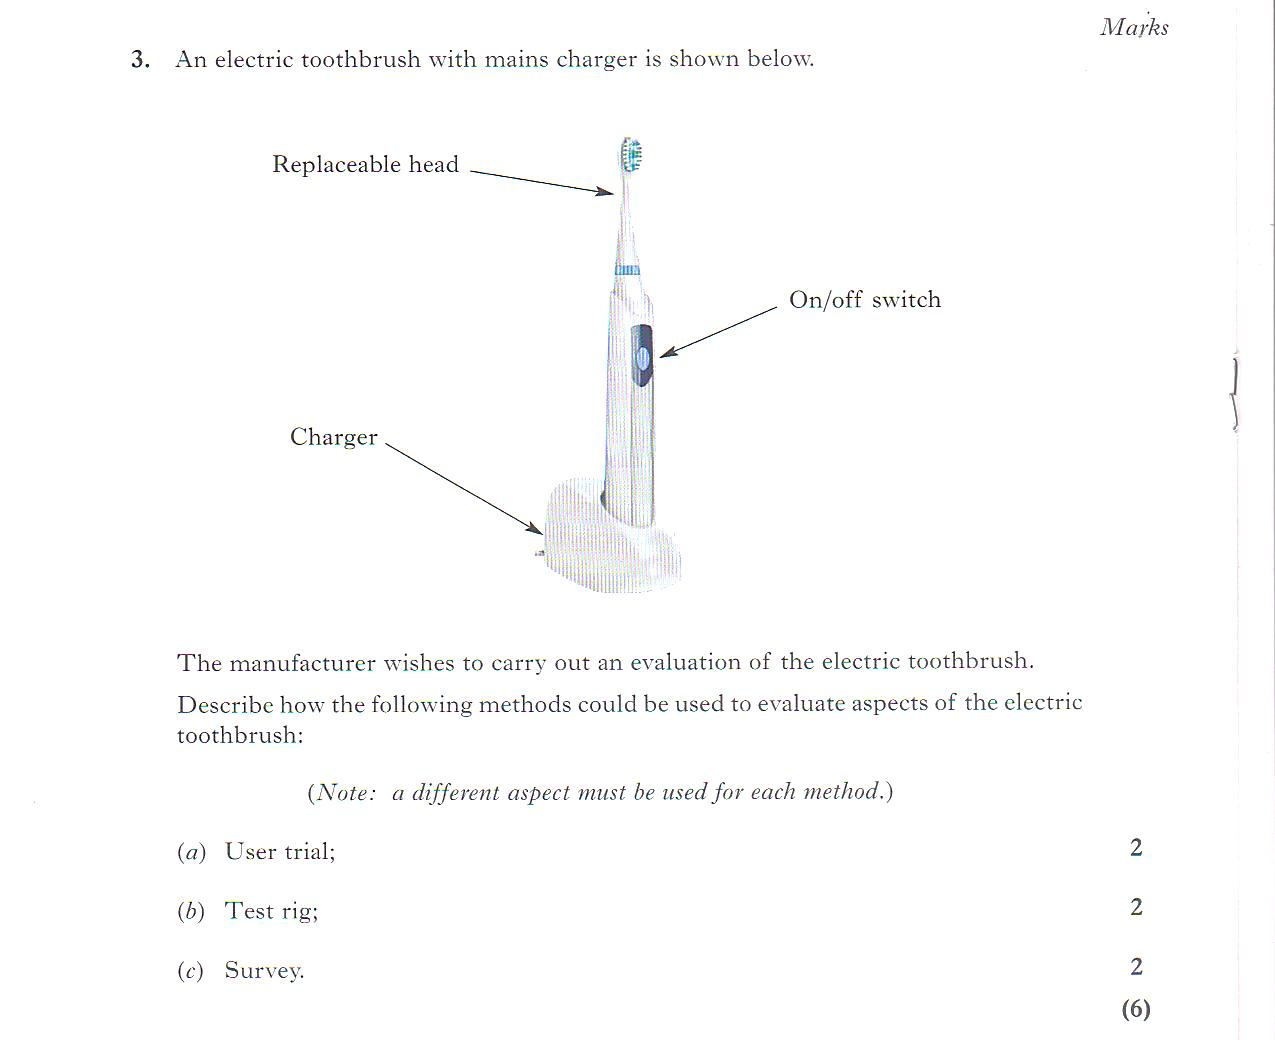 Marks
3. An electric toothbrush with mains charger is shown below.
Replaceable head
On/off switch
Charger
The manufacturer wishes to carry out an evaluation of the electric toothbrush.
Describe how the following methods could be used to evaluate aspects of the electric
toothbrush:
(Note: a different aspect must be used for each method.)
(a) User trial; 2
(b) Test rig; 2
(c) Survey. 2
(6)